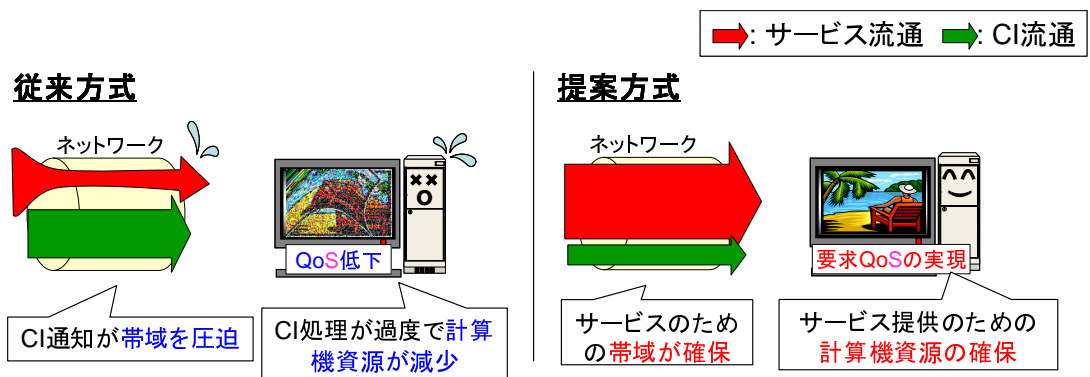 : サービス流通 : CI流通
従来方式
ネットワーク
QoS低下
CI通知が帯域を圧迫
CI処理が過度で計算
機資源が減少
提案方式
ネットワーク
要求QoSの実現
サービスのため
の帯域が確保
サービス提供のための
計算機資源の確保